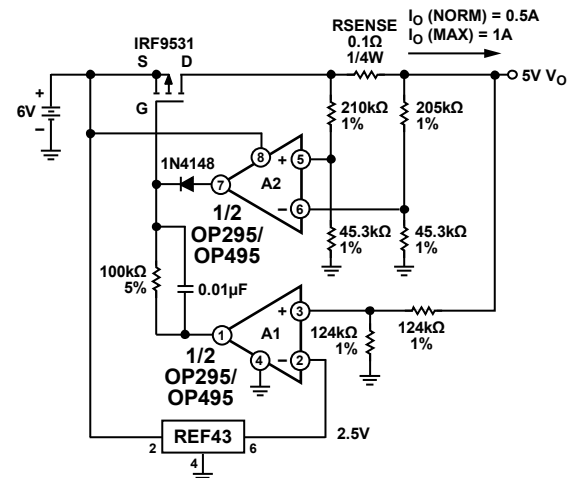 IO (NORM) = 0.5A
IO (MAX) = 1A
RSENSE
0.1Ω
1/4W
IRF9531
S D
G
6V
+
–
5V VO
210kΩ
1%
205kΩ
1%
1N4148
8
+ 5
7
A2
– 6
1/2
OP295/
OP495
45.3kΩ
1%
45.3kΩ
1%
100kΩ
5%
0.01µF
+ 3
1
A1
4
– 2
124kΩ
1%
124kΩ
1%
1/2
OP295/
OP495
2 REF43 6
4
2.5V